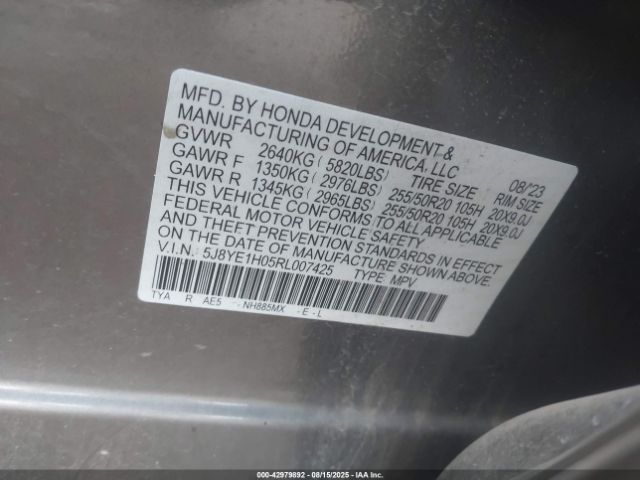 MFD. BY HONDA DEVELOPMENT &
MANUFACTURING OF AMERICA, LLC 08/'23
GVWR 2640KG ( 5820LBS) TIRE SIZE RIM SIZE
GAWR F 1350KG ( 2976LBS) 255/50R20 105H 20X9.0J
GAWR R 1345KG ( 2965LBS) 255/50R20 105H 20X9.0J
THIS VEHICLE CONFORMS TO ALL APPLICABLE
FEDERAL MOTOR VEHICLE SAFETY
AND THEFT PREVENTION STANDARDS IN EFFECT
ON THE DATE OF MANUFACTURE SHOWN ABOVE.
V.I.N. 5J8YE1H05RL007425 TYPE: MPV
TYA R AE5 - NH885MX - E - L
000-42979892 - 08/15/2025 - IAAI.COM